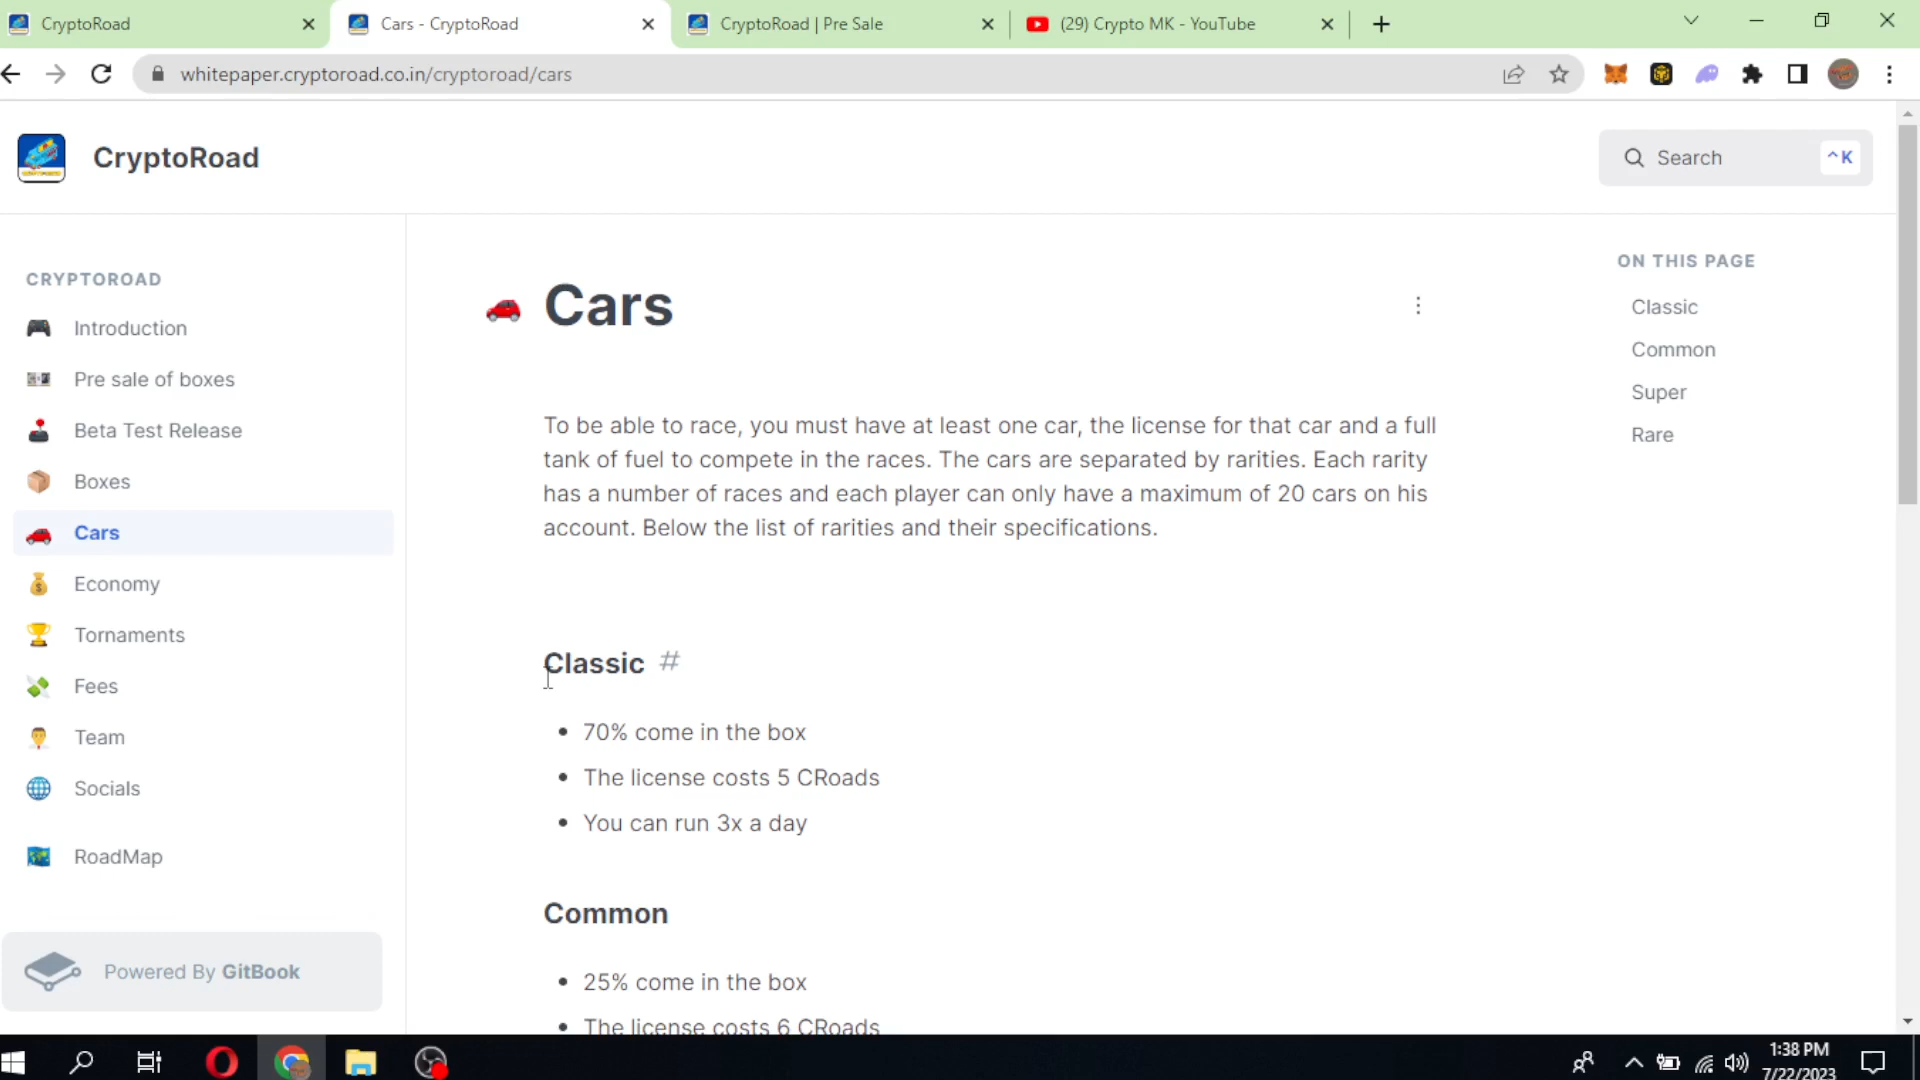 CryptoRoad
Cars - CryptoRoad
CryptoRoad | Pre Sale
(29) Crypto MK - YouTube
whitepaper.cryptoroad.co.in/cryptoroad/cars
CryptoRoad
Search
^K
CRYPTOROAD
Introduction
Pre sale of boxes
Beta Test Release
Boxes
Cars
Economy
Tornaments
Fees
Team
Socials
RoadMap
Powered By GitBook
Cars
To be able to race, you must have at least one car, the license for that car and a full
tank of fuel to compete in the races. The cars are separated by rarities. Each rarity
has a number of races and each player can only have a maximum of 20 cars on his
account. Below the list of rarities and their specifications.
Classic #
• 70% come in the box
• The license costs 5 CRoads
• You can run 3x a day
Common
• 25% come in the box
• The license costs 6 CRoads
ON THIS PAGE
Classic
Common
Super
Rare
1:38 PM
7/22/2023